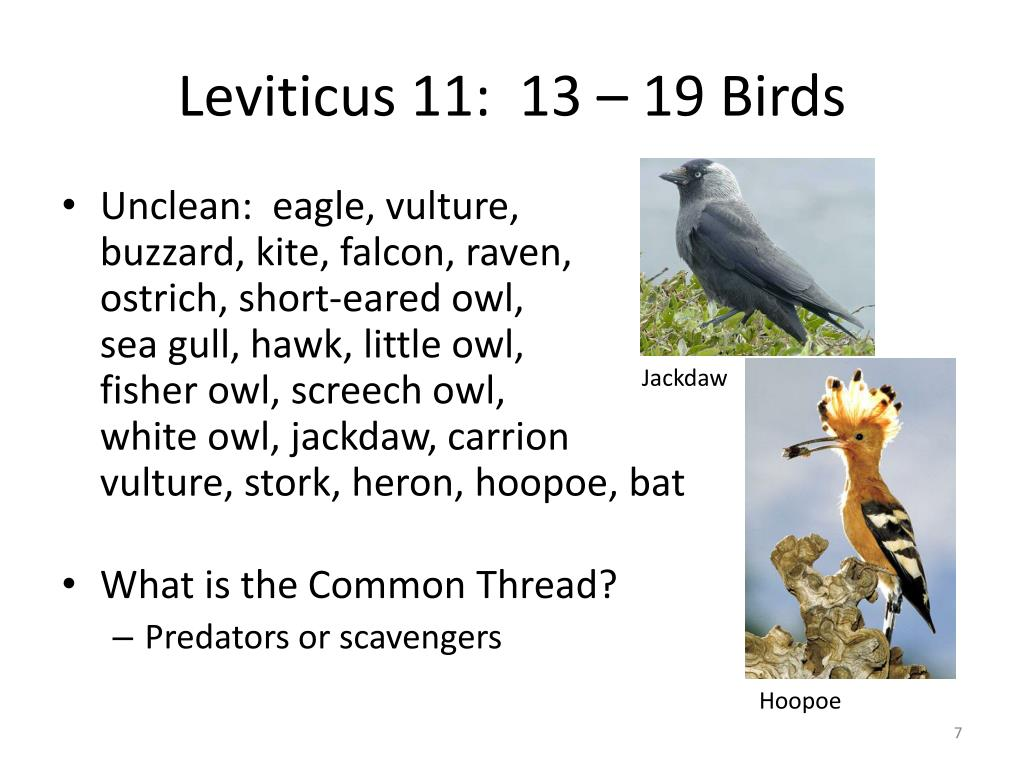 Leviticus 11:  13 – 19 Birds
• Unclean:  eagle, vulture,
buzzard, kite, falcon, raven,
ostrich, short-eared owl,
sea gull, hawk, little owl,
fisher owl, screech owl,
white owl, jackdaw, carrion
vulture, stork, heron, hoopoe, bat
• What is the Common Thread?
– Predators or scavengers
Jackdaw
Hoopoe
7